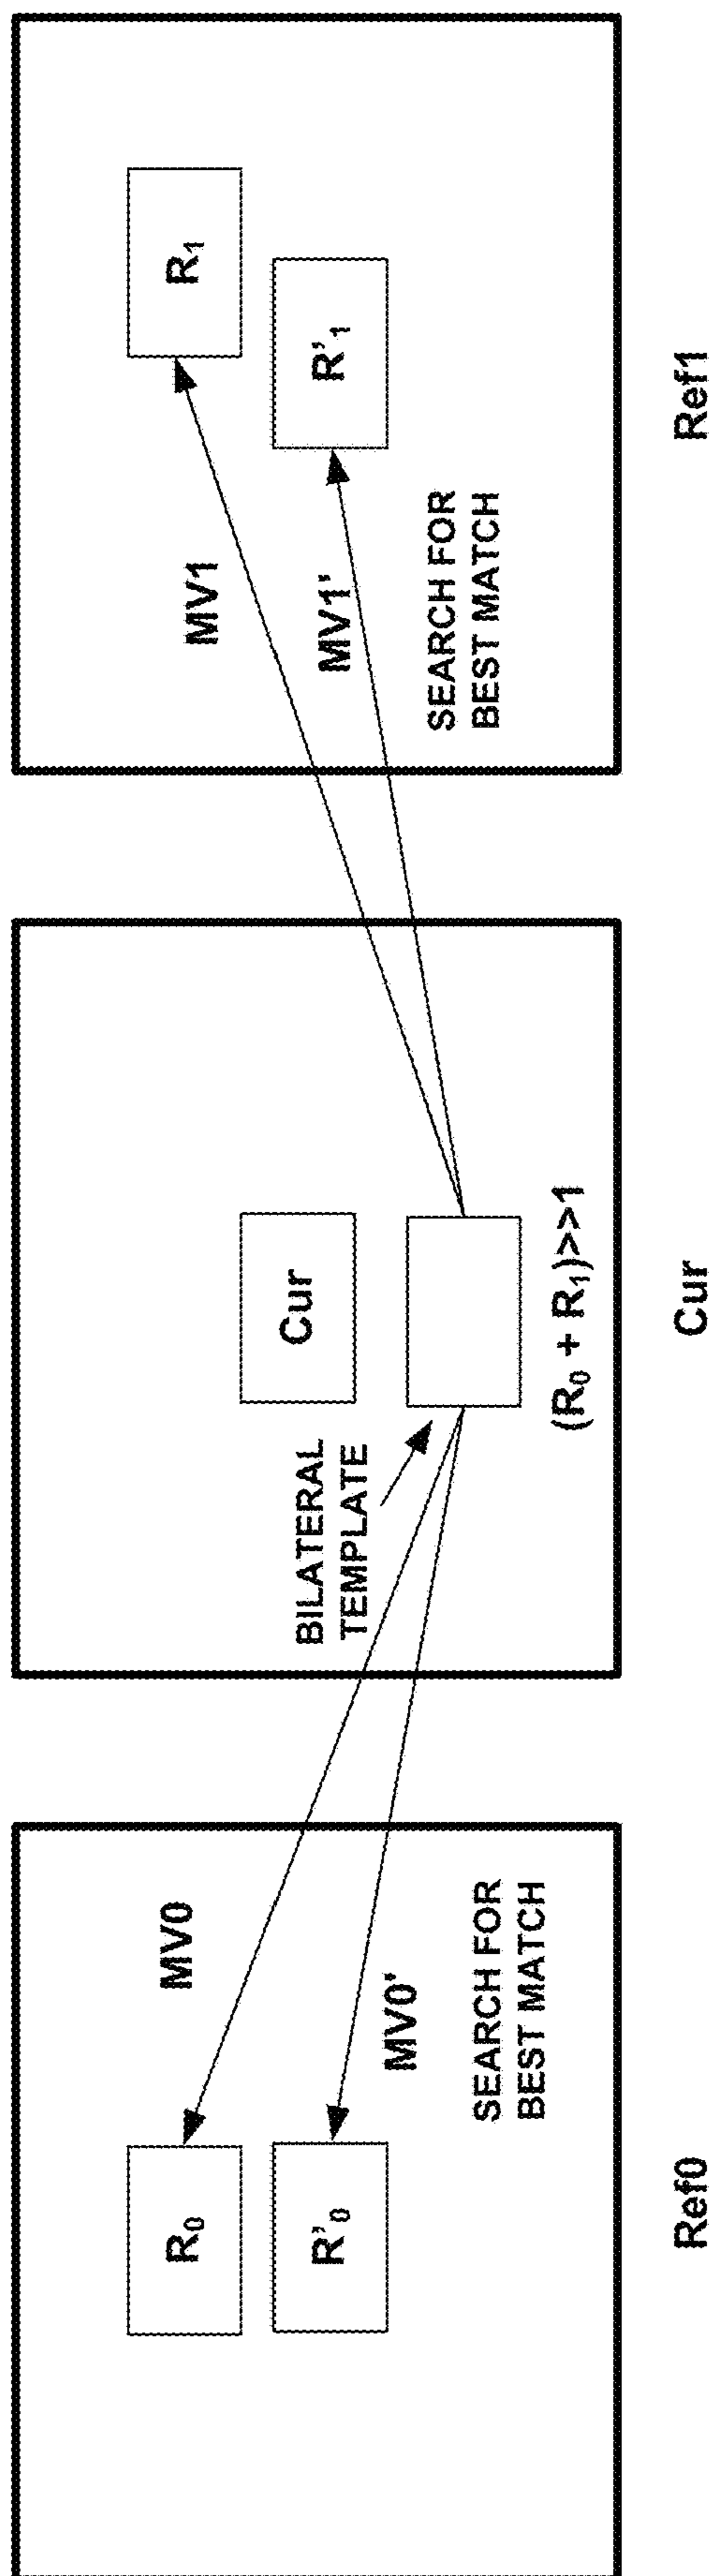 MV0
R₀
R'₀
MV0'
SEARCH FOR
BEST MATCH
Ref0
Cur
BILATERAL
TEMPLATE
(R₀ + R₁)>>1
Cur
R₁
MV1
R'₁
MV1'
SEARCH FOR
BEST MATCH
Ref1